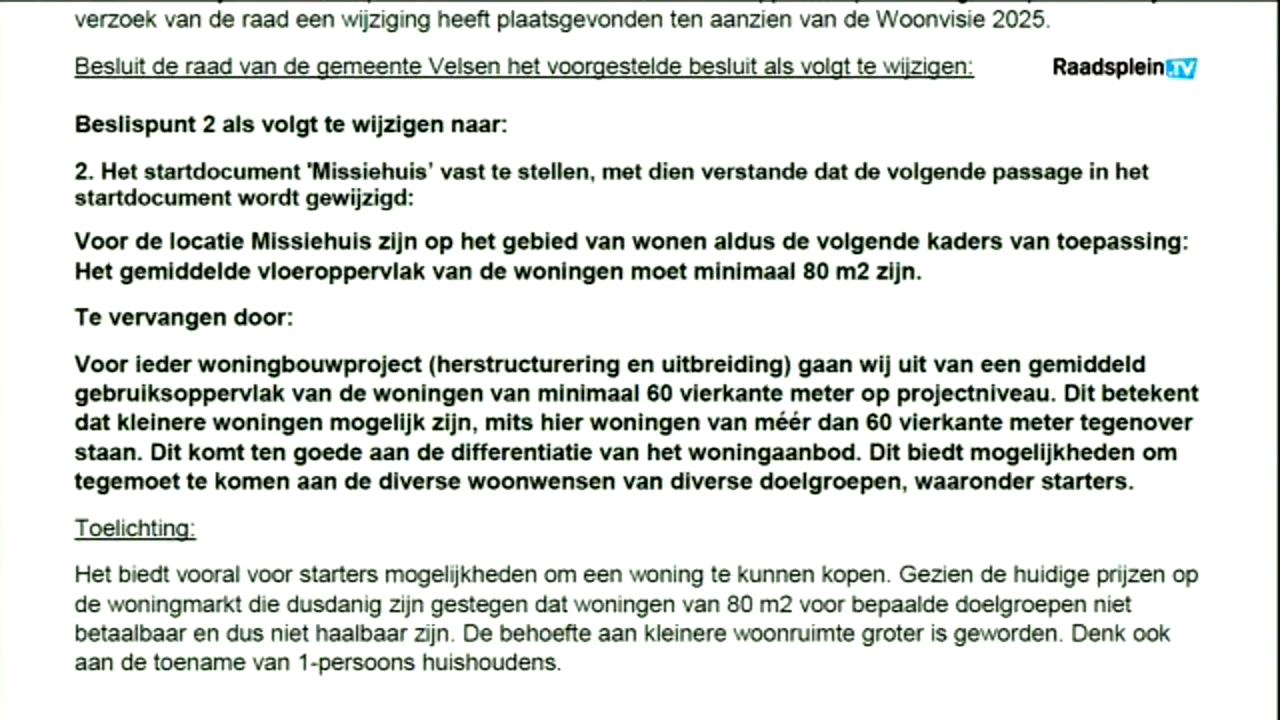 verzoek van de raad een wijziging heeft plaatsgevonden ten aanzien van de Woonvisie 2025.
Besluit de raad van de gemeente Velsen het voorgestelde besluit als volgt te wijzigen:
Raadsplein.TV
Beslispunt 2 als volgt te wijzigen naar:
2. Het startdocument 'Missiehuis' vast te stellen, met dien verstande dat de volgende passage in het
startdocument wordt gewijzigd:
Voor de locatie Missiehuis zijn op het gebied van wonen aldus de volgende kaders van toepassing:
Het gemiddelde vloeroppervlak van de woningen moet minimaal 80 m2 zijn.
Te vervangen door:
Voor ieder woningbouwproject (herstructurering en uitbreiding) gaan wij uit van een gemiddeld
gebruiksoppervlak van de woningen van minimaal 60 vierkante meter op projectniveau. Dit betekent
dat kleinere woningen mogelijk zijn, mits hier woningen van méér dan 60 vierkante meter tegenover
staan. Dit komt ten goede aan de differentiatie van het woningaanbod. Dit biedt mogelijkheden om
tegemoet te komen aan de diverse woonwensen van diverse doelgroepen, waaronder starters.
Toelichting:
Het biedt vooral voor starters mogelijkheden om een woning te kunnen kopen. Gezien de huidige prijzen op
de woningmarkt die dusdanig zijn gestegen dat woningen van 80 m2 voor bepaalde doelgroepen niet
betaalbaar en dus niet haalbaar zijn. De behoefte aan kleinere woonruimte groter is geworden. Denk ook
aan de toename van 1-persoons huishoudens.